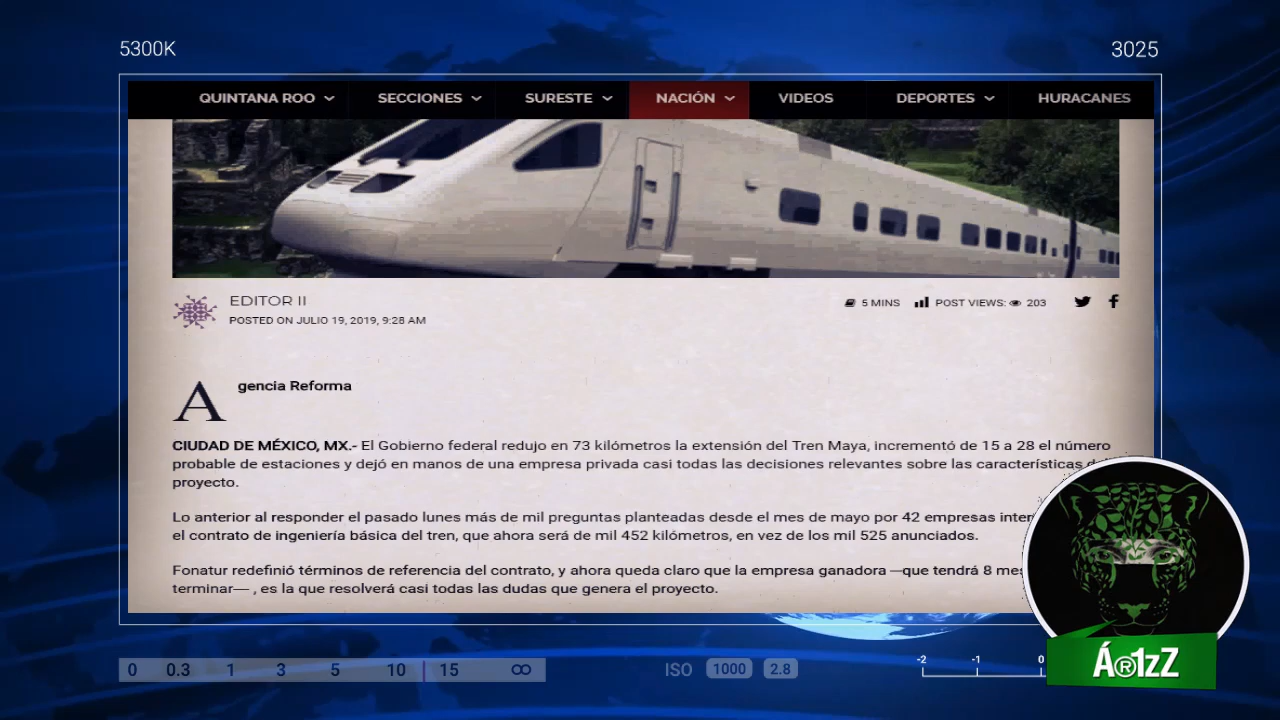 5300K
3025
QUINTANA ROO SECCIONES SURESTE NACIÓN VIDEOS DEPORTES HURACANES
EDITOR II
5 MINS POST VIEWS: 203
POSTED ON JULIO 19, 2019, 9:28 AM
Agencia Reforma
CIUDAD DE MÉXICO, MX.- El Gobierno federal redujo en 73 kilómetros la extensión del Tren Maya, incrementó de 15 a 28 el número
probable de estaciones y dejó en manos de una empresa privada casi todas las decisiones relevantes sobre las características
proyecto.
Lo anterior al responder el pasado lunes más de mil preguntas planteadas desde el mes de mayo por 42 empresas
el contrato de ingeniería básica del tren, que ahora será de mil 452 kilómetros, en vez de los mil 525 anunciados.
Fonatur redefinió términos de referencia del contrato, y ahora queda claro que la empresa ganadora —que tendrá 8
terminar— , es la que resolverá casi todas las dudas que genera el proyecto.
0 0.3 1 3 5 10 15 ∞
ISO 1000 2.8
-2 -1 0
Á®1zZ